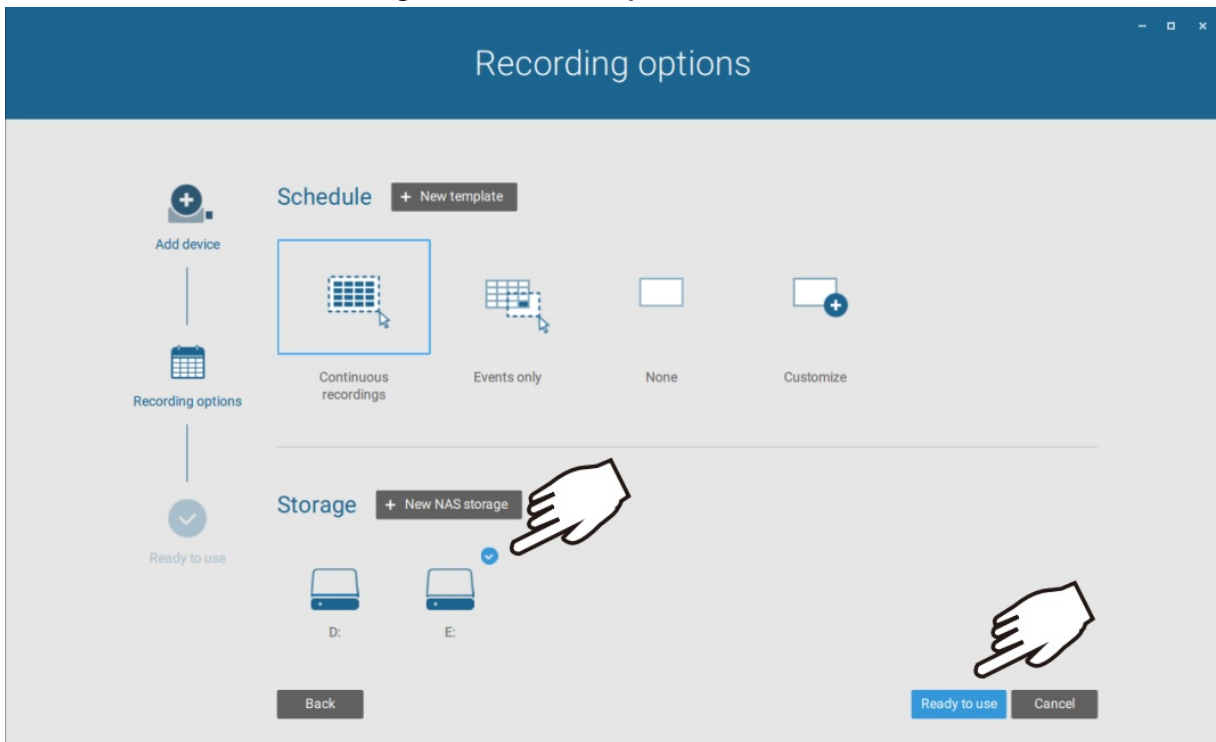 Recording options
Schedule
+ New template
Add device
Continuous
recordings
Events only
None
Customize
Recording options
Storage
+ New NAS storage
Ready to use
D:
E:
Back
Ready to use
Cancel